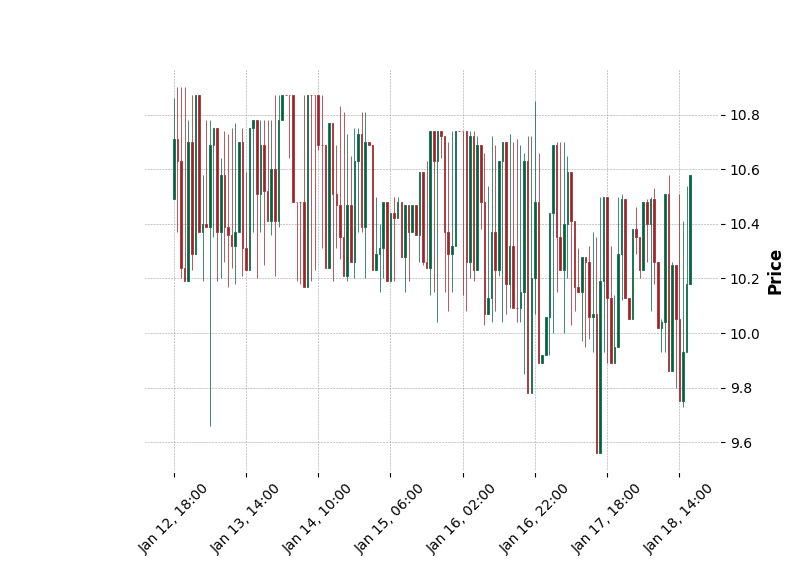 10.8
10.6
10.4
10.2
10.0
9.8
9.6
Price
Jan 12, 18:00
Jan 13, 14:00
Jan 14, 10:00
Jan 15, 06:00
Jan 16, 02:00
Jan 16, 22:00
Jan 17, 18:00
Jan 18, 14:00